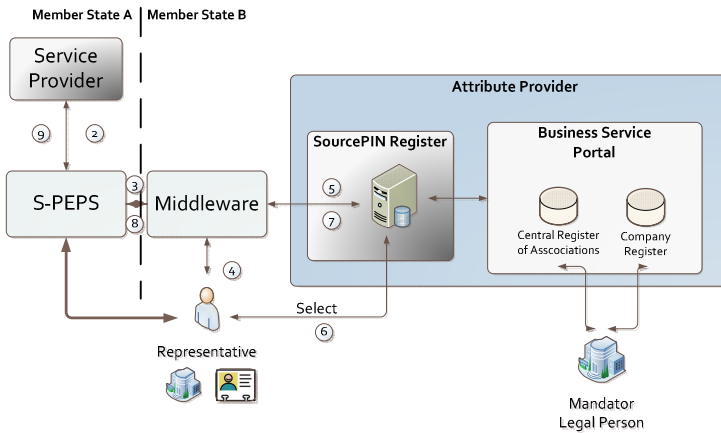 Member State A
Member State B
Service
Provider
Attribute Provider
9
2
SourcePIN Register
Business Service
Portal
S-PEPS
3
8
Middleware
5
7
Central Register
of Asscociations
Company
Register
4
Select
6
Representative
Mandator
Legal Person